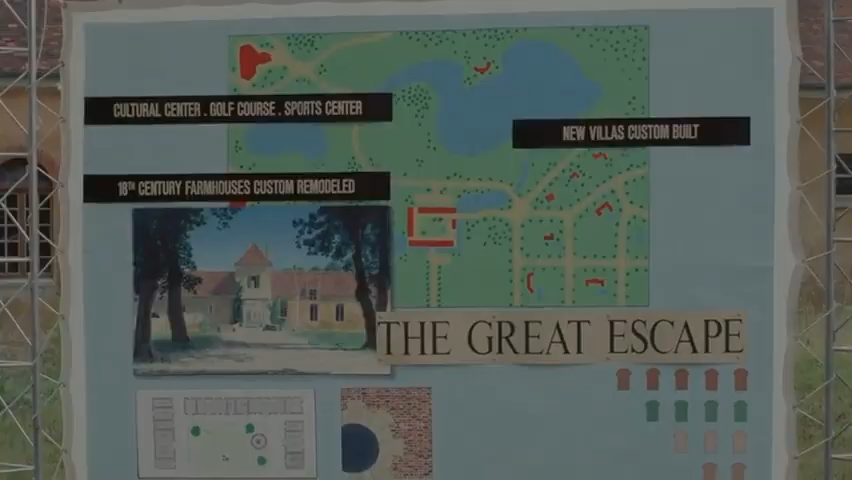 CULTURAL CENTER . GOLF COURSE . SPORTS CENTER
NEW VILLAS CUSTOM BUILT
18TH CENTURY FARMHOUSES CUSTOM REMODELED
THE GREAT ESCAPE